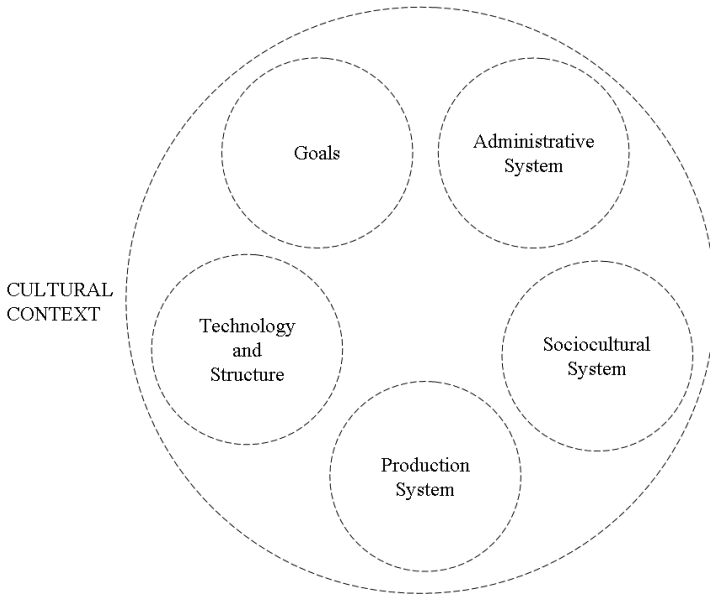 Goals
Administrative
System
CULTURAL
CONTEXT
Technology
and
Structure
Sociocultural
System
Production
System